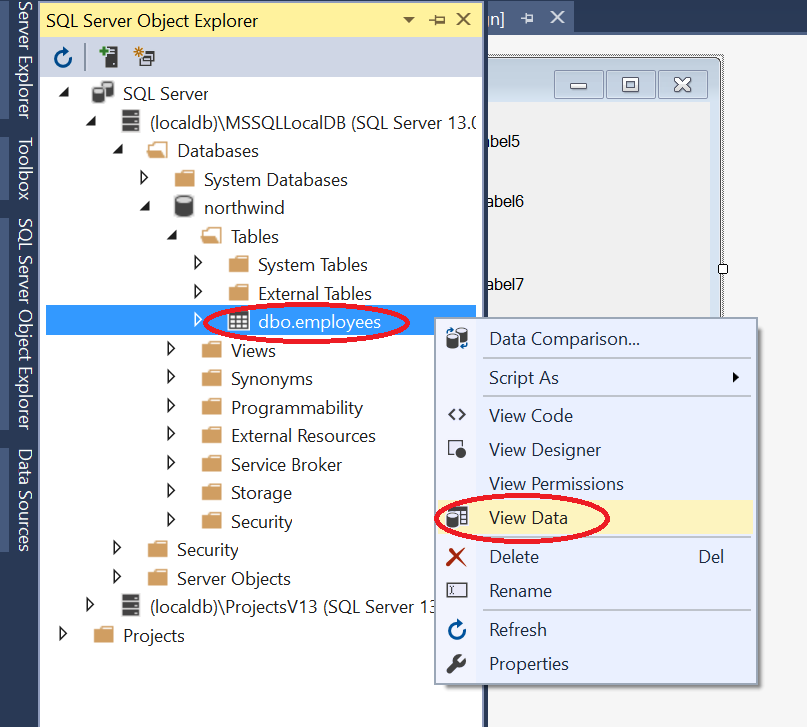 SQL Server Object Explorer
gn]
SQL Server
(localdb)\MSSQLLocalDB (SQL Server 13.0
Databases
System Databases
northwind
Tables
System Tables
External Tables
dbo.employees
Views
Synonyms
Programmability
External Resources
Service Broker
Storage
Security
Security
Server Objects
(localdb)\ProjectsV13 (SQL Server 13
Projects
Data Comparison...
Script As
View Code
View Designer
View Permissions
View Data
Delete Del
Rename
Refresh
Properties
abel5
abel6
abel7
Server Explorer
Toolbox
SQL Server Object Explorer
Data Sources